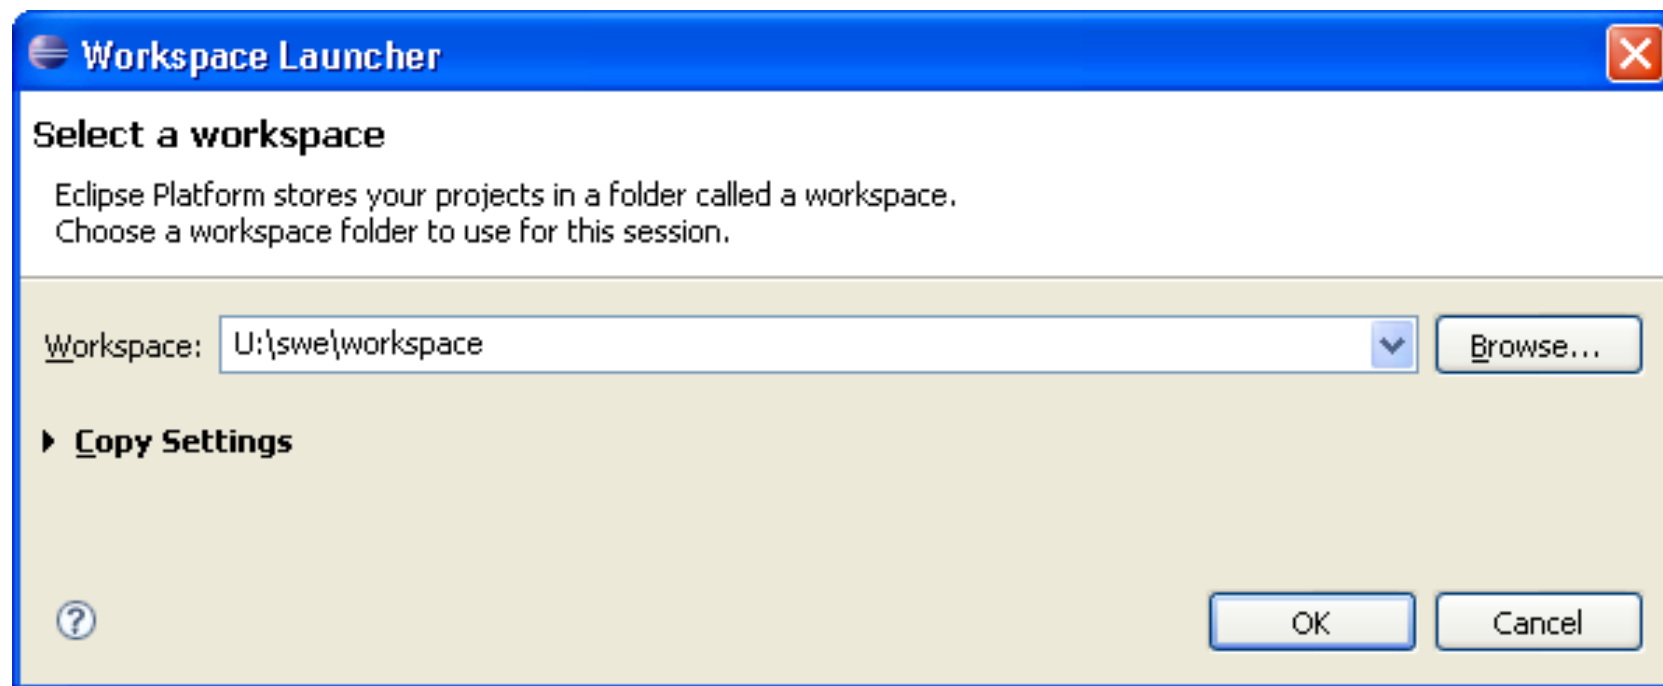 Workspace Launcher
Select a workspace
Eclipse Platform stores your projects in a folder called a workspace.
Choose a workspace folder to use for this session.
Workspace: U:\swe\workspace Browse...
Copy Settings
? OK Cancel